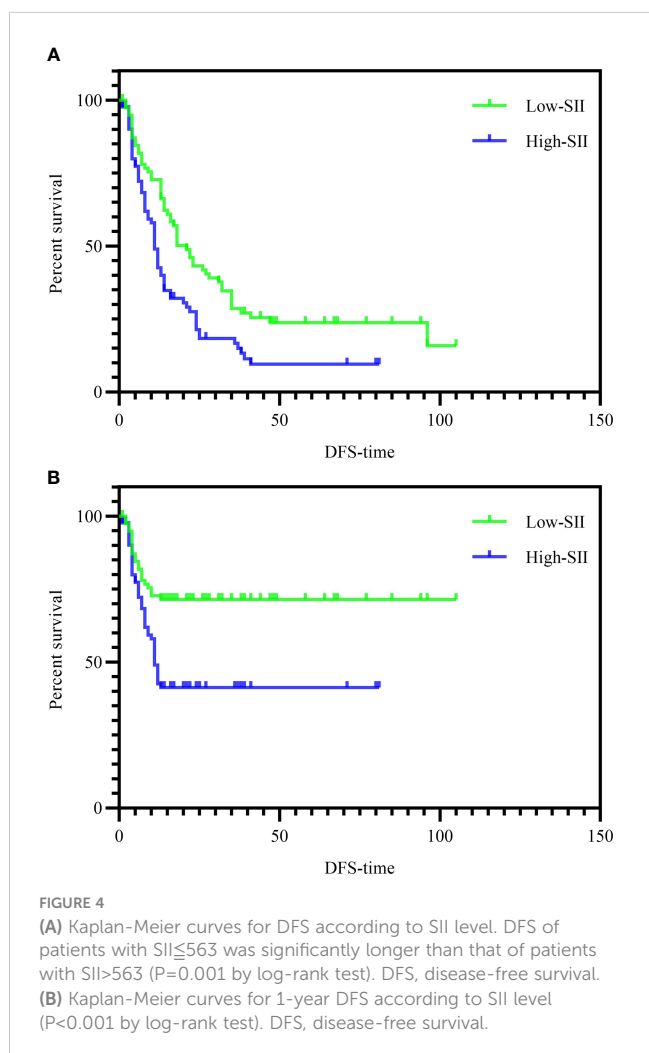 A
100
50
0
Percent survival
Low-SII
High-SII
0 50 100 150
DFS-time
B
100
50
0
Percent survival
Low-SII
High-SII
0 50 100 150
DFS-time
FIGURE 4
(A) Kaplan-Meier curves for DFS according to SII level. DFS of
patients with SII≦563 was significantly longer than that of patients
with SII>563 (P=0.001 by log-rank test). DFS, disease-free survival.
(B) Kaplan-Meier curves for 1-year DFS according to SII level
(P<0.001 by log-rank test). DFS, disease-free survival.